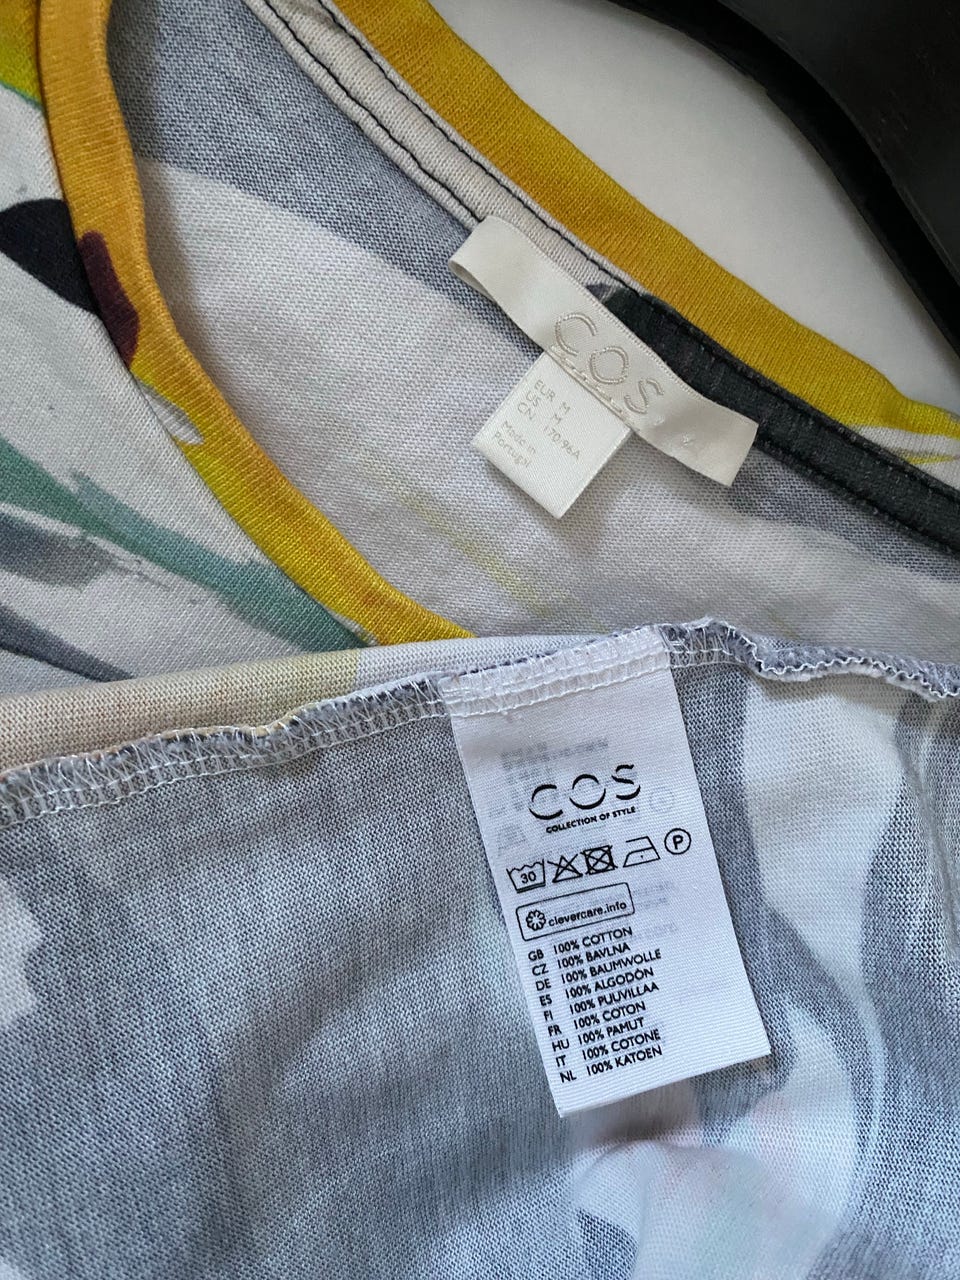 COS
EUR M
US M
CN 170·96A
Made in
Portugal
COS
COLLECTION OF STYLE
30
P
clevercare.info
GB 100% COTTON
CZ 100% BAVLNA
DE 100% BAUMWOLLE
ES 100% ALGODÓN
FI 100% PUUVILLAA
FR 100% COTON
HU 100% PAMUT
IT 100% COTONE
NL 100% KATOEN